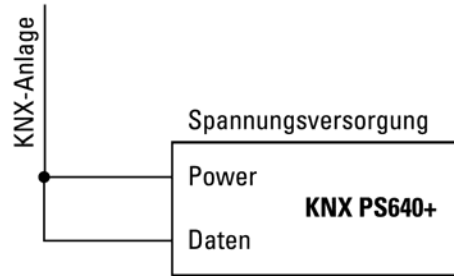 KNX-Anlage
Spannungsversorgung
Power
KNX PS640+
Daten